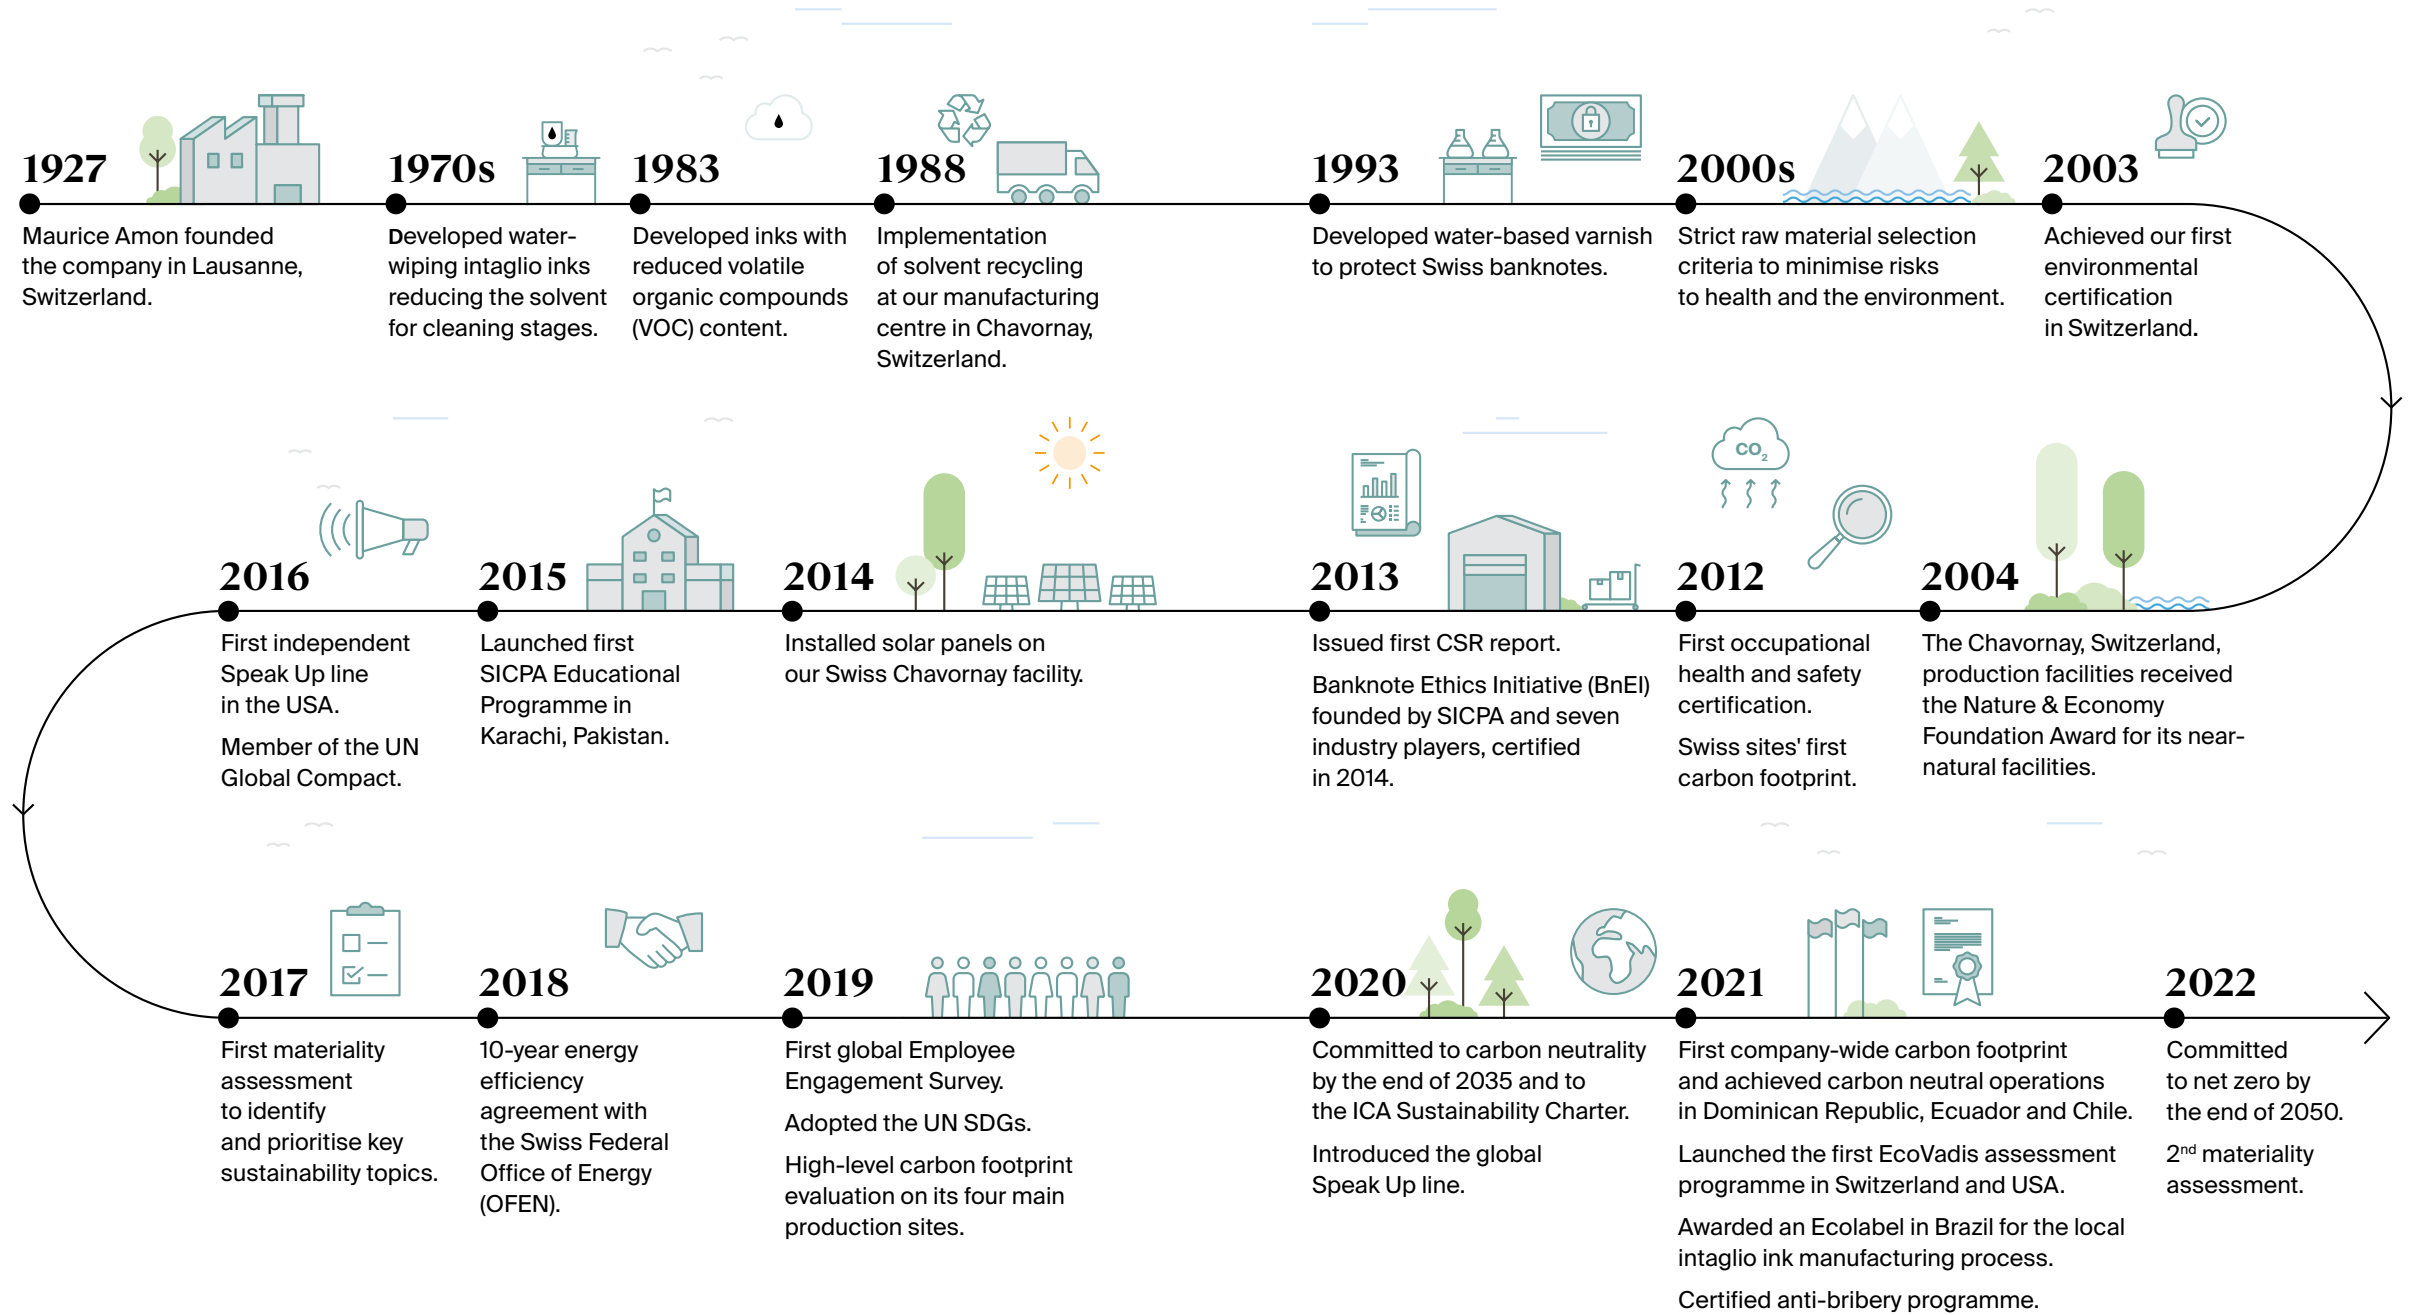 1927
Maurice Amon founded
the company in Lausanne,
Switzerland.
1970s
Developed water-
wiping intaglio inks
reducing the solvent
for cleaning stages.
1983
Developed inks with
reduced volatile
organic compounds
(VOC) content.
1988
Implementation
of solvent recycling
at our manufacturing
centre in Chavornay,
Switzerland.
1993
Developed water-based varnish
to protect Swiss banknotes.
2000s
Strict raw material selection
criteria to minimise risks
to health and the environment.
2003
Achieved our first
environmental
certification
in Switzerland.
2004
The Chavornay, Switzerland,
production facilities received
the Nature & Economy
Foundation Award for its near-
natural facilities.
CO2
2012
First occupational
health and safety
certification.
Swiss sites' first
carbon footprint.
2013
Issued first CSR report.
Banknote Ethics Initiative (BnEI)
founded by SICPA and seven
industry players, certified
in 2014.
2014
Installed solar panels on
our Swiss Chavornay facility.
2015
Launched first
SICPA Educational
Programme in
Karachi, Pakistan.
2016
First independent
Speak Up line
in the USA.
Member of the UN
Global Compact.
2017
First materiality
assessment
to identify
and prioritise key
sustainability topics.
2018
10-year energy
efficiency
agreement with
the Swiss Federal
Office of Energy
(OFEN).
2019
First global Employee
Engagement Survey.
Adopted the UN SDGs.
High-level carbon footprint
evaluation on its four main
production sites.
2020
Committed to carbon neutrality
by the end of 2035 and to
the ICA Sustainability Charter.
Introduced the global
Speak Up line.
2021
First company-wide carbon footprint
and achieved carbon neutral operations
in Dominican Republic, Ecuador and Chile.
Launched the first EcoVadis assessment
programme in Switzerland and USA.
Awarded an Ecolabel in Brazil for the local
intaglio ink manufacturing process.
Certified anti-bribery programme.
2022
Committed
to net zero by
the end of 2050.
2nd materiality
assessment.